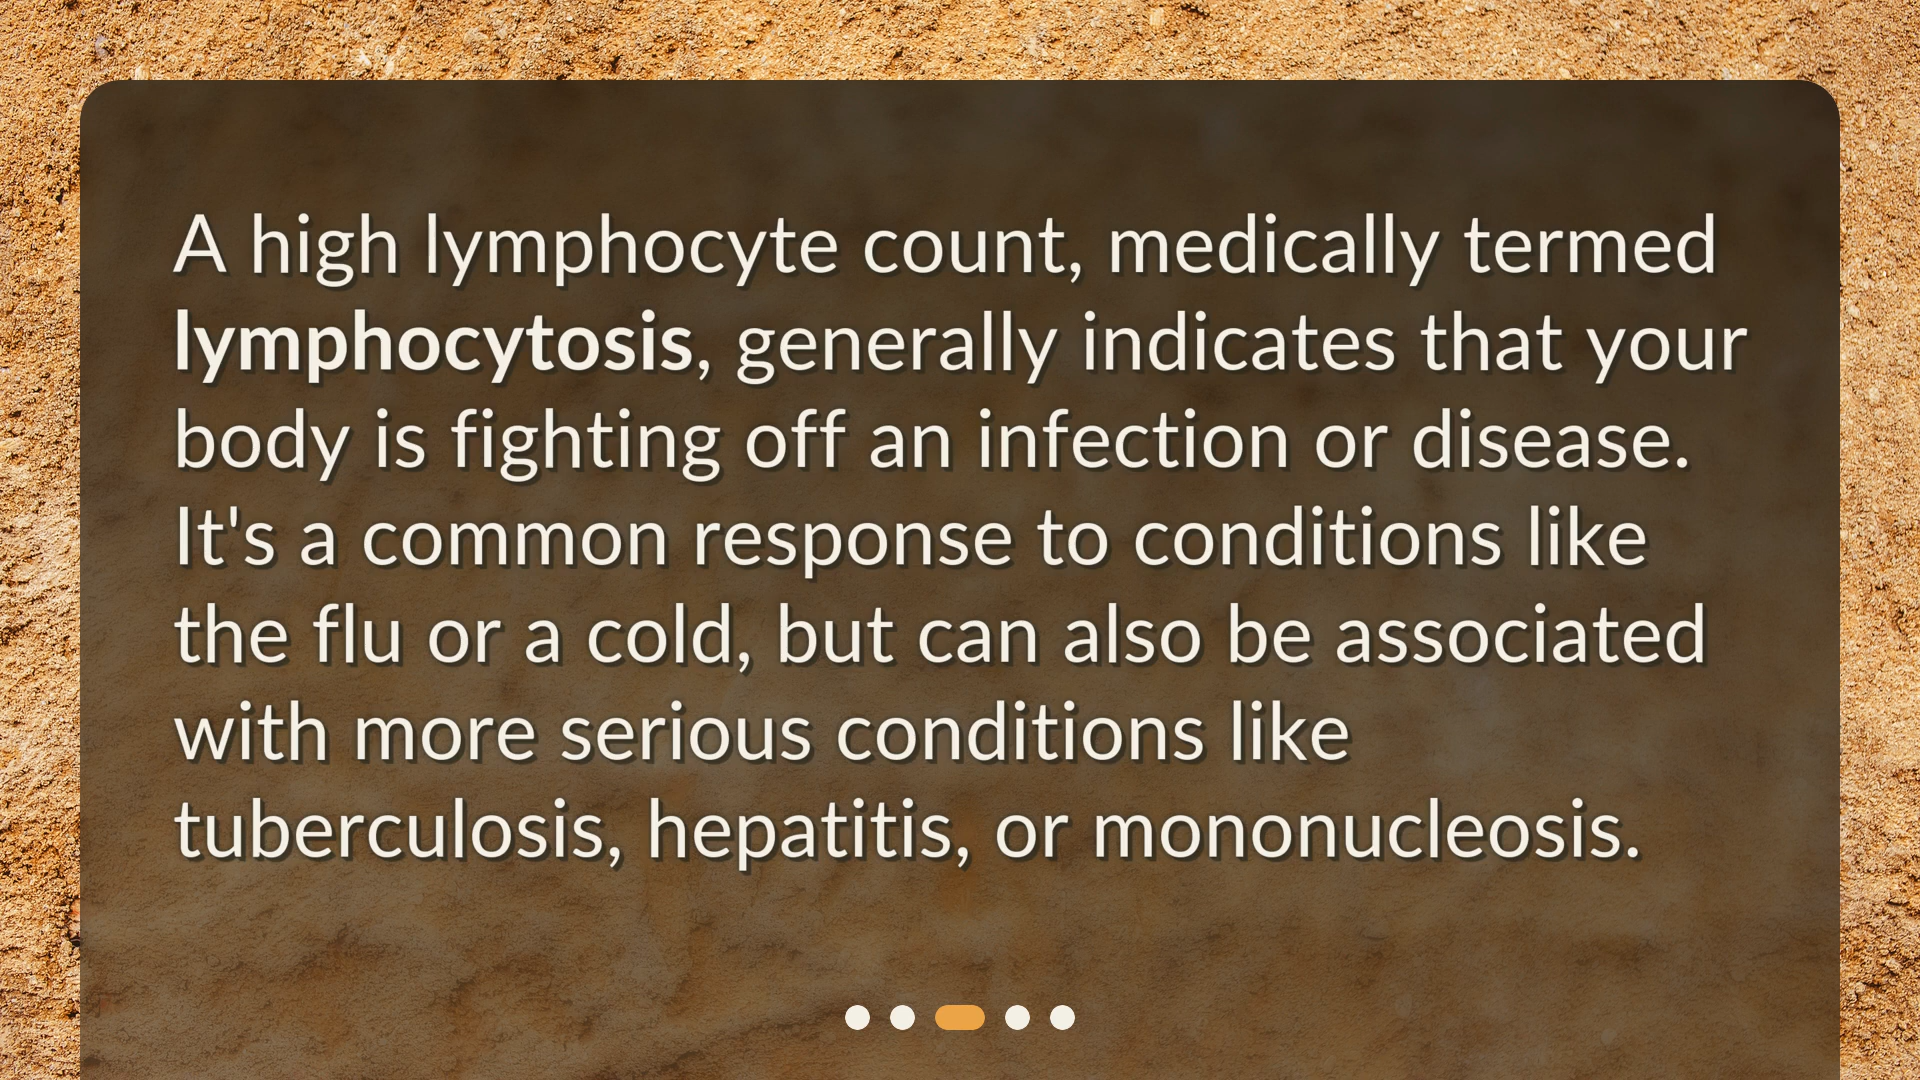 A high lymphocyte count, medically termed
lymphocytosis, generally indicates that your
body is fighting off an infection or disease.
It's a common response to conditions like
the flu or a cold, but can also be associated
with more serious conditions like
tuberculosis, hepatitis, or mononucleosis.